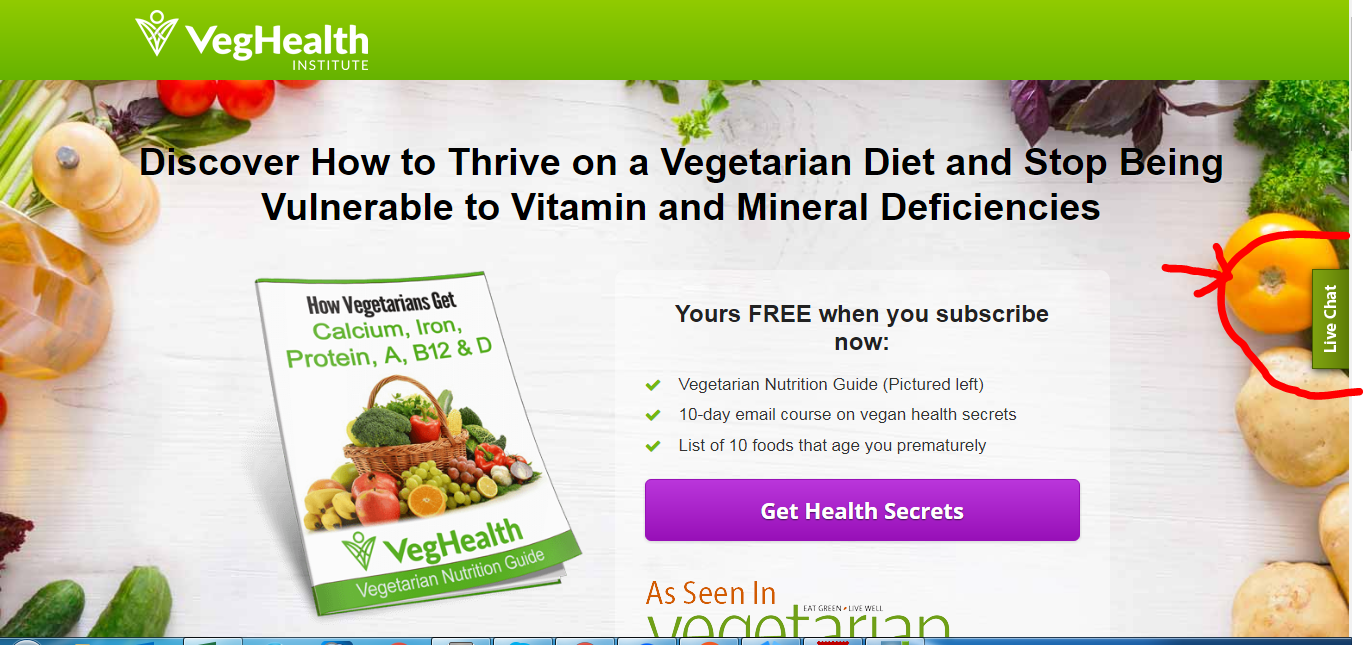 VegHealth
INSTITUTE
Discover How to Thrive on a Vegetarian Diet and Stop Being
Vulnerable to Vitamin and Mineral Deficiencies
How Vegetarians Get
Calcium, Iron,
Protein, A, B12 & D
VegHealth
Vegetarian Nutrition Guide
Yours FREE when you subscribe
now:
Vegetarian Nutrition Guide (Pictured left)
10-day email course on vegan health secrets
List of 10 foods that age you prematurely
Get Health Secrets
As Seen In
EAT GREEN • LIVE WELL
vegetarian
Live Chat